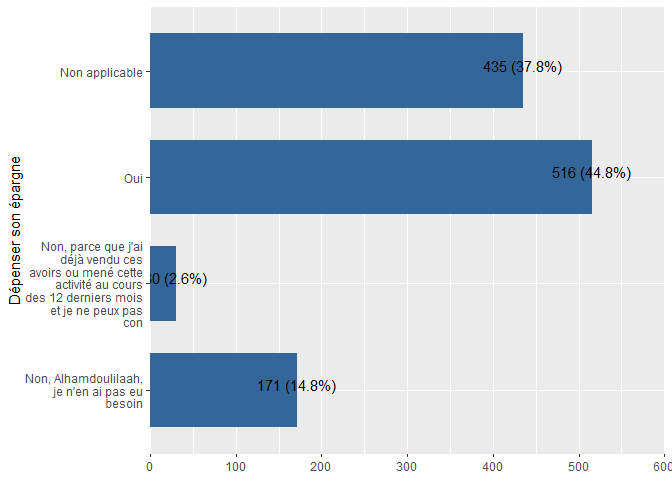 Dépenser son épargne
Non applicable
435 (37.8%)
Oui
516 (44.8%)
Non, parce que j'ai
déjà vendu ces
avoirs ou mené cette
activité au cours
des 12 derniers mois
et je ne peux pas
con
30 (2.6%)
Non, Alhamdoulilaah,
je n'en ai pas eu
besoin
171 (14.8%)
0 100 200 300 400 500 600